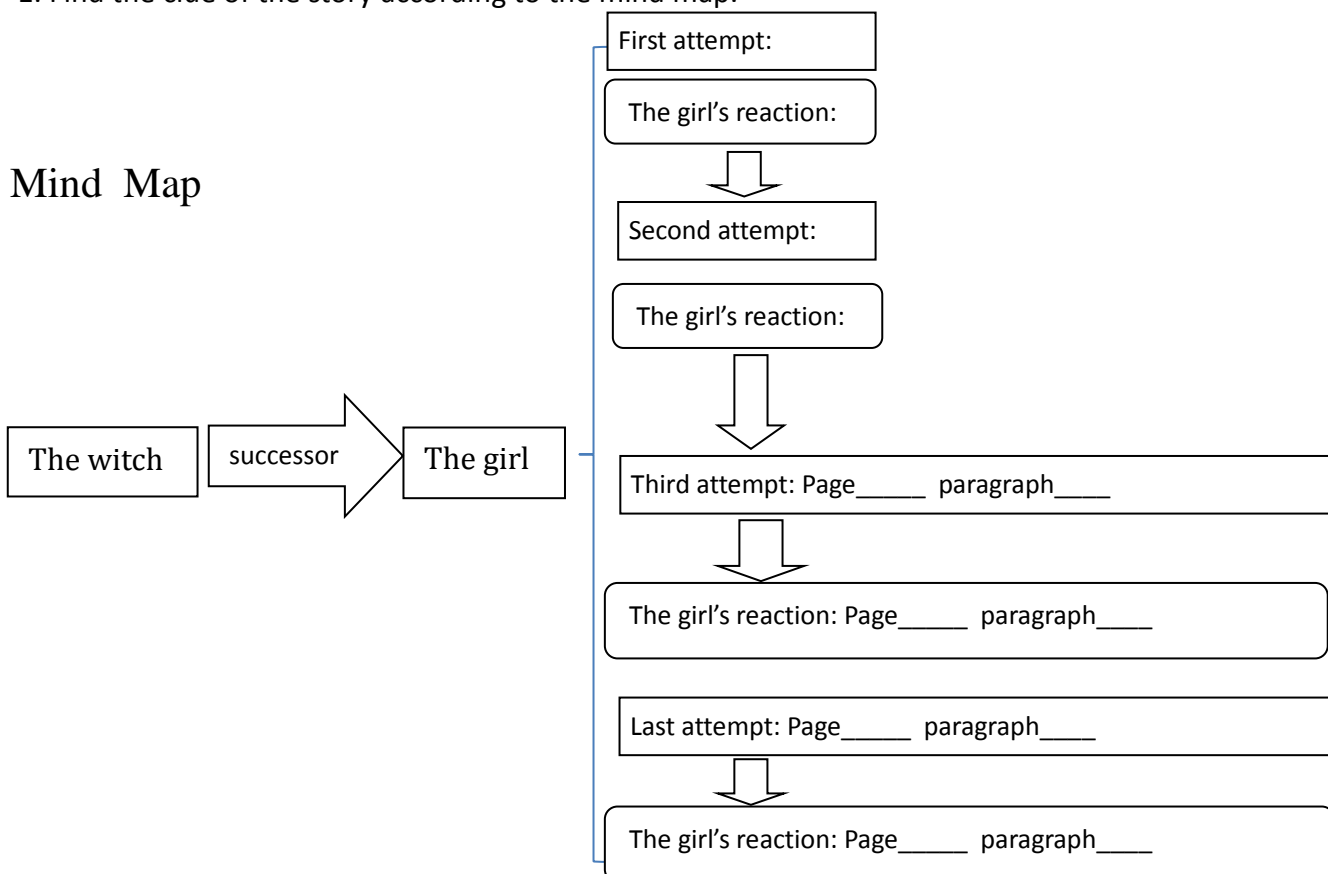 2. Find the clue of the story according to the mind map.
First attempt:
The girl's reaction:
Mind Map
Second attempt:
The girl's reaction:
The witch
successor
The girl
Third attempt: Page_____ paragraph____
The girl's reaction: Page_____ paragraph____
Last attempt: Page_____ paragraph____
The girl's reaction: Page_____ paragraph____